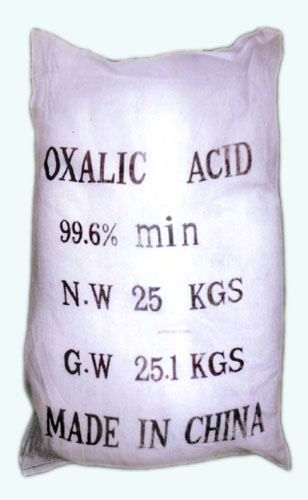 OXALIC ACID
99.6% min
N.W 25 KGS
G.W 25.1 KGS
MADE IN CHINA